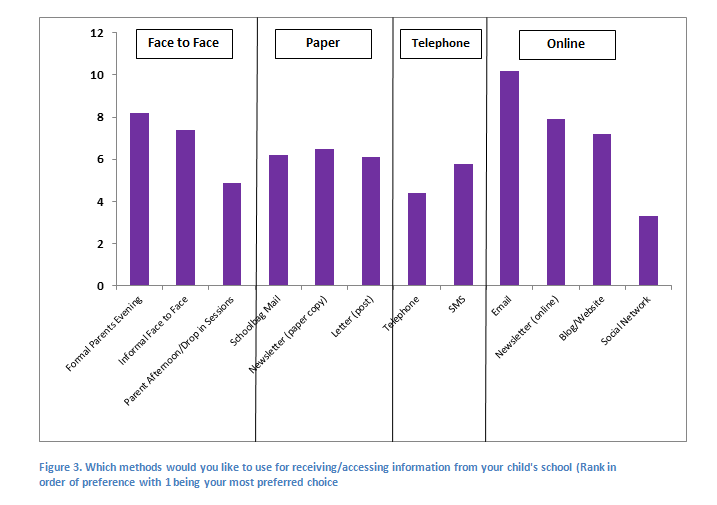 Face to Face
Paper
Telephone
Online
12
10
8
6
4
2
0
Formal Parents Evening
Informal Face to Face
Parent Afternoon/Drop in Sessions
Schoolbag Mail
Newsletter (paper copy)
Letter (post)
Telephone
SMS
Email
Newsletter (online)
Blog/Website
Social Network
Figure 3. Which methods would you like to use for receiving/accessing information from your child's school (Rank in
order of preference with 1 being your most preferred choice